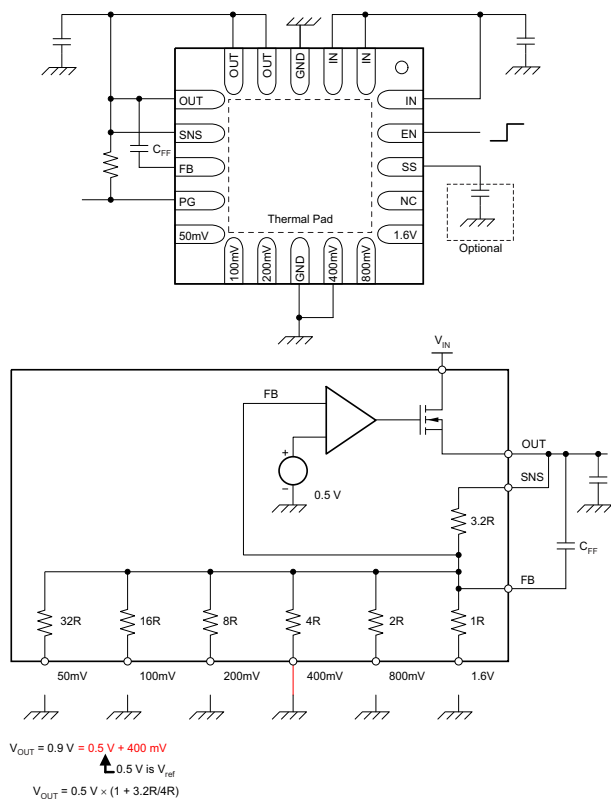 OUT
OUT
GND
IN
IN
OUT
SNS
C_FF
FB
PG
50mV
IN
EN
SS
NC
1.6V
Thermal Pad
Optional
100mV
200mV
GND
400mV
800mV
V_IN
FB
OUT
+
−
0.5 V
SNS
3.2R
C_FF
FB
32R
16R
8R
4R
2R
1R
50mV
100mV
200mV
400mV
800mV
1.6V
V_OUT = 0.9 V = 0.5 V + 400 mV
0.5 V is V_ref
V_OUT = 0.5 V × (1 + 3.2R/4R)